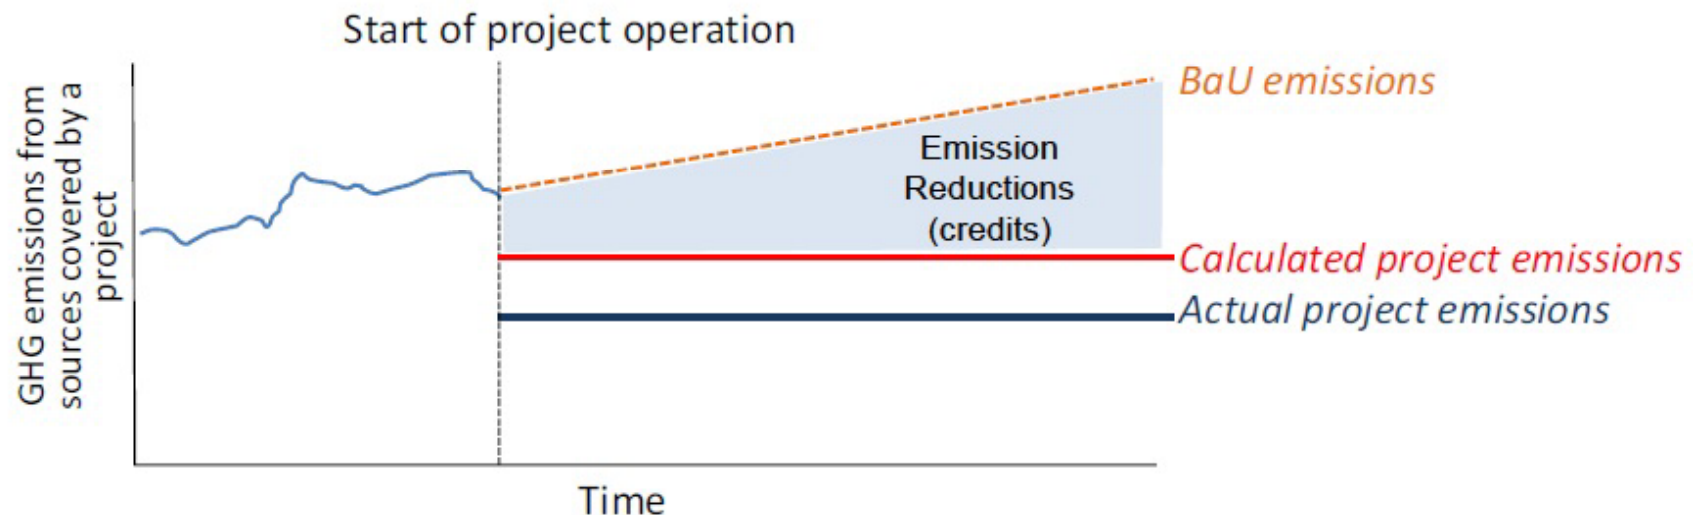 Start of project operation
GHG emissions from
sources covered by a
project
BaU emissions
Emission
Reductions
(credits)
Calculated project emissions
Actual project emissions
Time